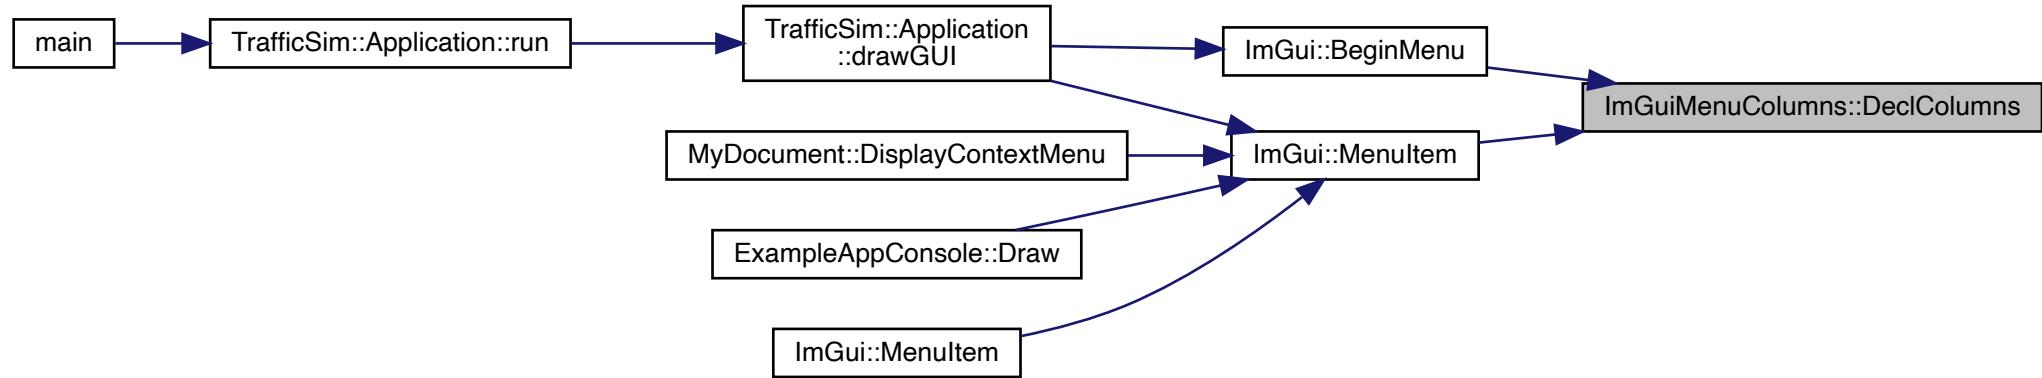 main
TrafficSim::Application::run
TrafficSim::Application
::drawGUI
ImGui::BeginMenu
ImGuiMenuColumns::DeclColumns
MyDocument::DisplayContextMenu
ImGui::MenuItem
ExampleAppConsole::Draw
ImGui::MenuItem